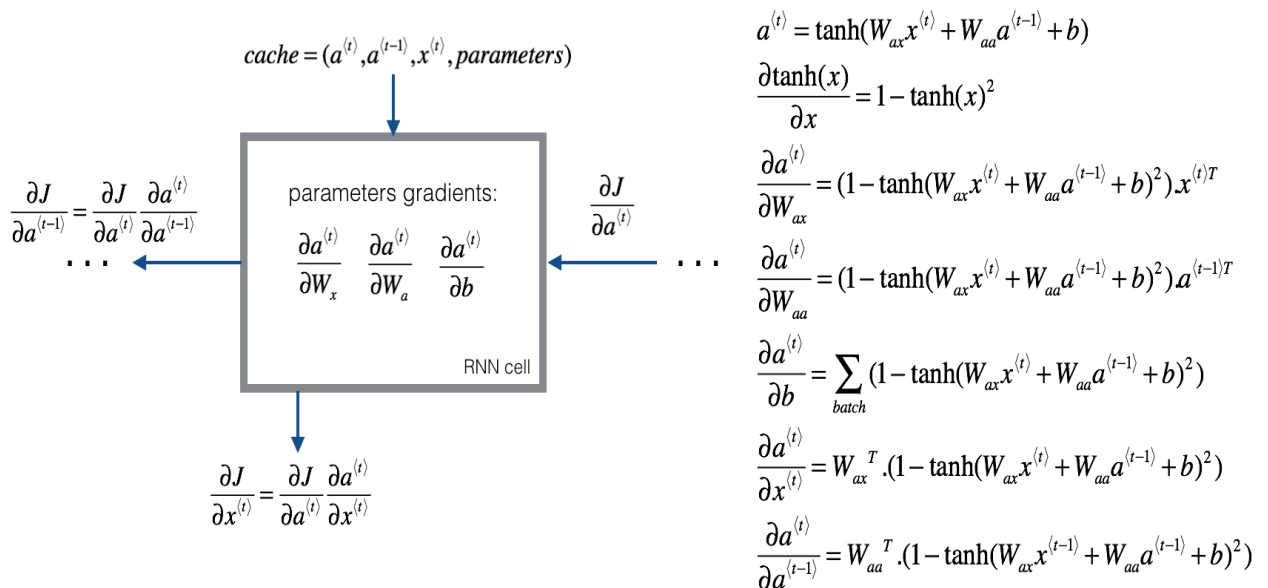 cache = (a^⟨t⟩, a^⟨t−1⟩, x^⟨t⟩, parameters)
∂J/∂a^⟨t−1⟩ = ∂J/∂a^⟨t⟩ ∂a^⟨t⟩/∂a^⟨t−1⟩
...
parameters gradients:
∂a^⟨t⟩/∂W_x ∂a^⟨t⟩/∂W_a ∂a^⟨t⟩/∂b
RNN cell
∂J/∂a^⟨t⟩
...
∂J/∂x^⟨t⟩ = ∂J/∂a^⟨t⟩ ∂a^⟨t⟩/∂x^⟨t⟩
a^⟨t⟩ = tanh(W_ax x^⟨t⟩ + W_aa a^⟨t−1⟩ + b)
∂tanh(x)/∂x = 1 − tanh(x)^2
∂a^⟨t⟩/∂W_ax = (1 − tanh(W_ax x^⟨t⟩ + W_aa a^⟨t−1⟩ + b)^2).x^⟨t⟩T
∂a^⟨t⟩/∂W_aa = (1 − tanh(W_ax x^⟨t⟩ + W_aa a^⟨t−1⟩ + b)^2).a^⟨t−1⟩T
∂a^⟨t⟩/∂b = ∑_batch (1 − tanh(W_ax x^⟨t⟩ + W_aa a^⟨t−1⟩ + b)^2)
∂a^⟨t⟩/∂x^⟨t⟩ = W_ax^T.(1 − tanh(W_ax x^⟨t⟩ + W_aa a^⟨t−1⟩ + b)^2)
∂a^⟨t⟩/∂a^⟨t−1⟩ = W_aa^T.(1 − tanh(W_ax x^⟨t−1⟩ + W_aa a^⟨t−1⟩ + b)^2)